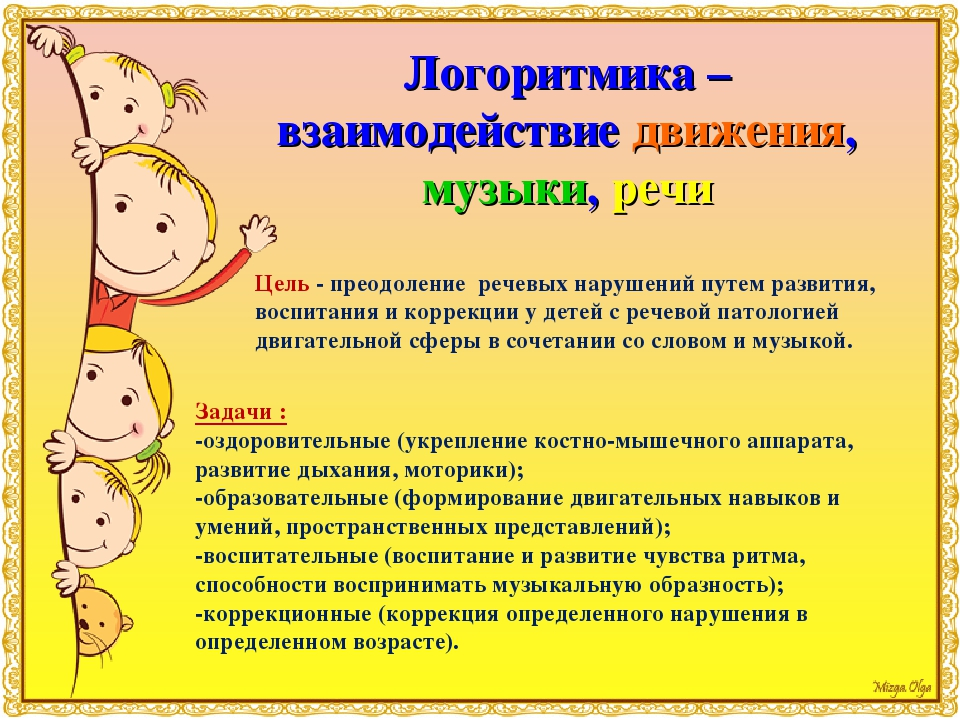 Логоритмика –
взаимодействие движения,
музыки, речи
Цель - преодоление  речевых нарушений путем развития,
воспитания и коррекции у детей с речевой патологией
двигательной сферы в сочетании со словом и музыкой.
Задачи :
-оздоровительные (укрепление костно-мышечного аппарата,
развитие дыхания, моторики);
-образовательные (формирование двигательных навыков и
умений, пространственных представлений);
-воспитательные (воспитание и развитие чувства ритма,
способности воспринимать музыкальную образность);
-коррекционные (коррекция определенного нарушения в
определенном возрасте).
Mizga Olga